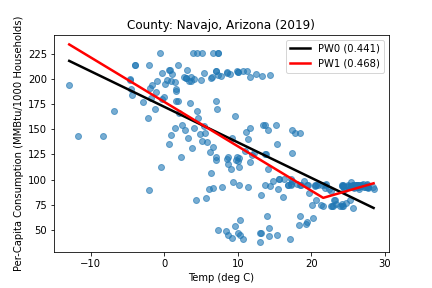 County: Navajo, Arizona (2019)
Per-Capita Consumption (MMBtu/1000 Households)
225
200
175
150
125
100
75
50
PW0 (0.441)
PW1 (0.468)
−10 0 10 20 30
Temp (deg C)